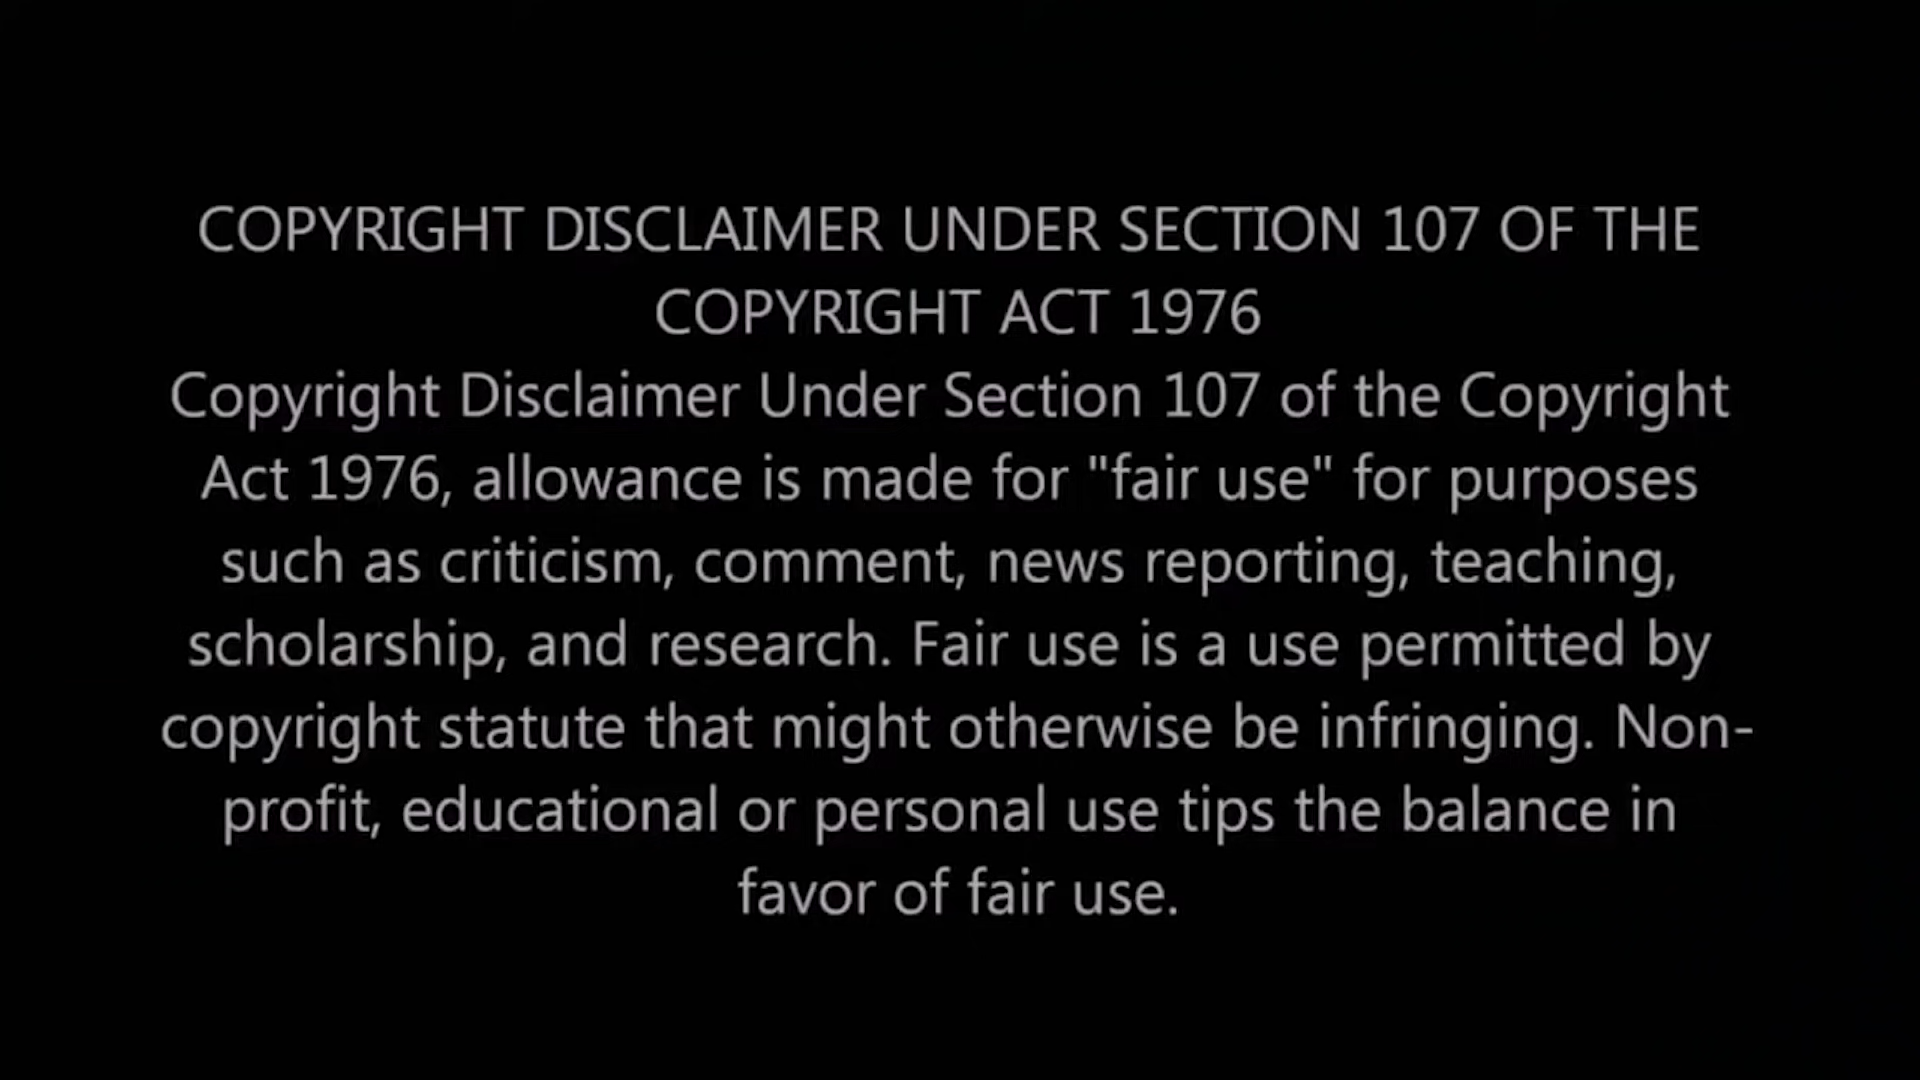 COPYRIGHT DISCLAIMER UNDER SECTION 107 OF THE
COPYRIGHT ACT 1976
Copyright Disclaimer Under Section 107 of the Copyright
Act 1976, allowance is made for "fair use" for purposes
such as criticism, comment, news reporting, teaching,
scholarship, and research. Fair use is a use permitted by
copyright statute that might otherwise be infringing. Non-
profit, educational or personal use tips the balance in
favor of fair use.